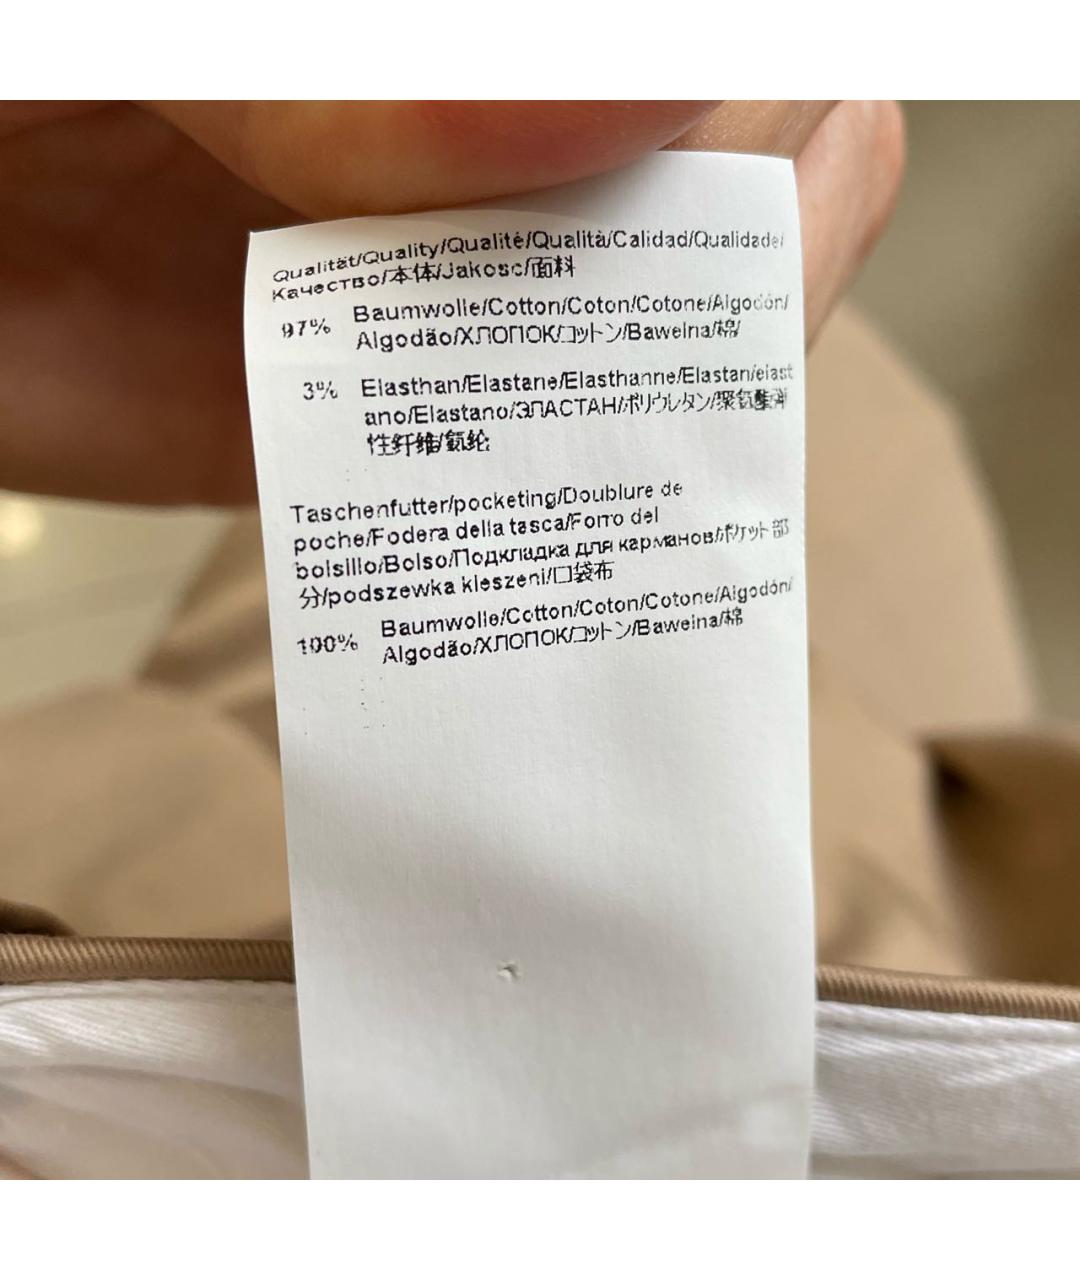 Qualität/Quality/Qualité/Qualità/Calidad/Qualidade/
Качество/本体/Jakosc/面料
97% Baumwolle/Cotton/Coton/Cotone/Algodón/
Algodão/ХЛОПОК/コットン/Bawelna/棉/
3% Elasthan/Elastane/Elasthanne/Elastan/elast
ano/Elastano/ЭЛАСТАН/ポリウレタン/聚氨酯弹
性纤维/氨纶
Taschenfutter/pocketing/Doublure de
poche/Fodera della tasca/Forro del
bolsillo/Bolso/Подкладка для карманов/ポケット部
分/podszewka kieszeni/口袋布
100% Baumwolle/Cotton/Coton/Cotone/Algodón/
Algodão/ХЛОПОК/コットン/Bawelna/棉